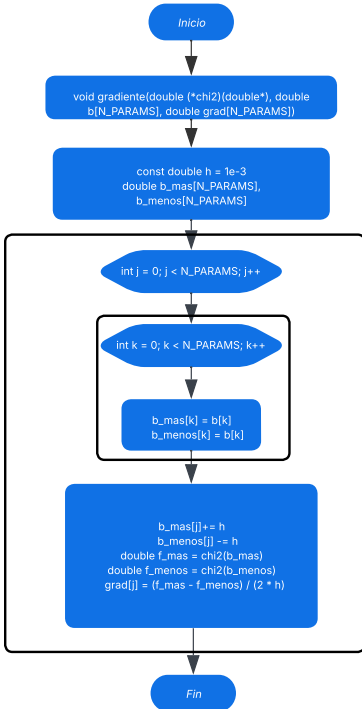 Inicio
void gradiente(double (*chi2)(double*), double
b[N_PARAMS], double grad[N_PARAMS])
const double h = 1e-3
double b_mas[N_PARAMS],
b_menos[N_PARAMS]
int j = 0; j < N_PARAMS; j++
int k = 0; k < N_PARAMS; k++
b_mas[k] = b[k]
b_menos[k] = b[k]
b_mas[j]+= h
b_menos[j] -= h
double f_mas = chi2(b_mas)
double f_menos = chi2(b_menos)
grad[j] = (f_mas - f_menos) / (2 * h)
Fin